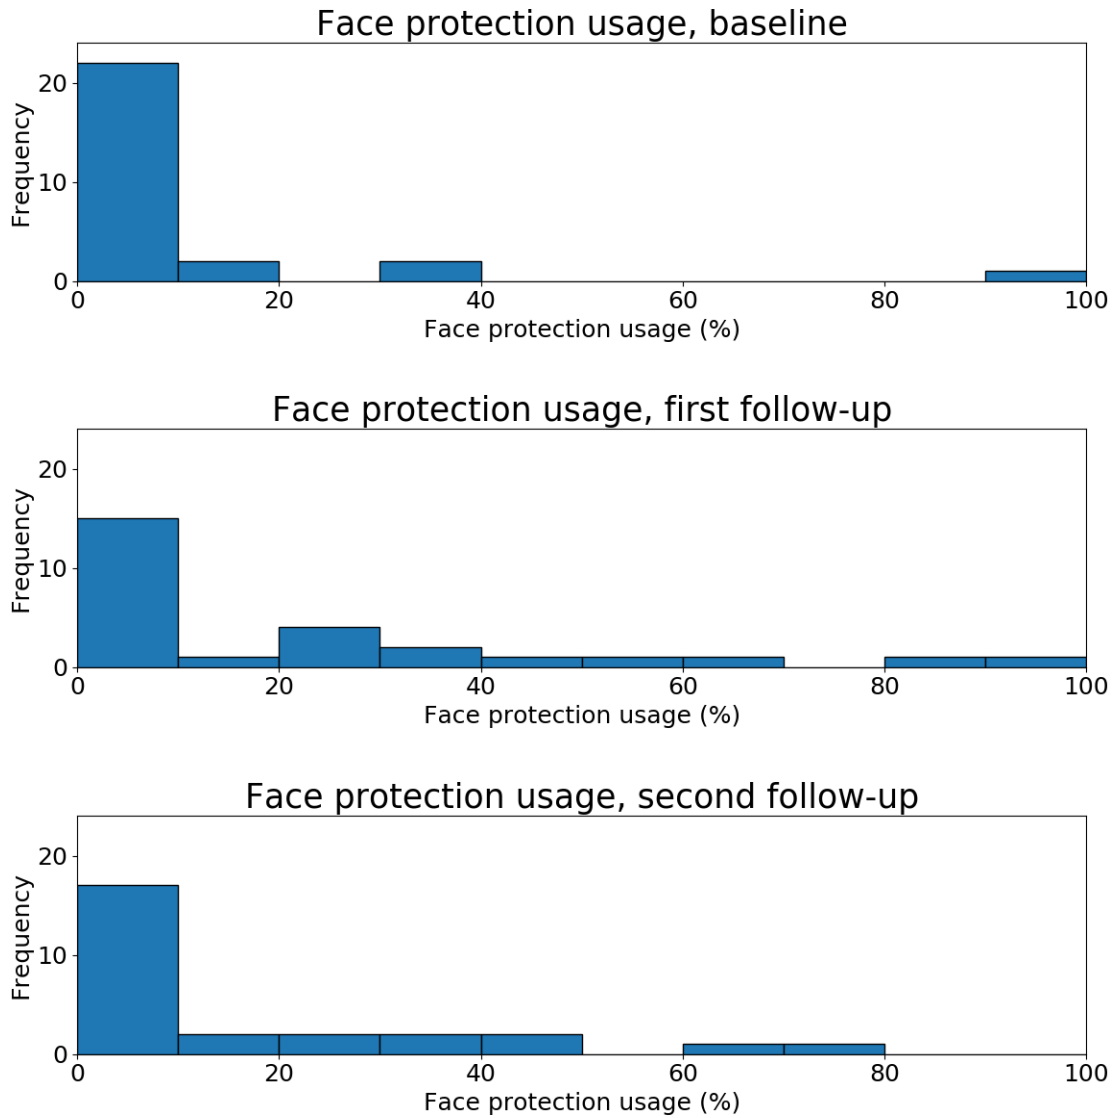 Face protection usage, baseline
20
10
0
Frequency
0 20 40 60 80 100
Face protection usage (%)
Face protection usage, first follow-up
20
10
0
Frequency
0 20 40 60 80 100
Face protection usage (%)
Face protection usage, second follow-up
20
10
0
Frequency
0 20 40 60 80 100
Face protection usage (%)